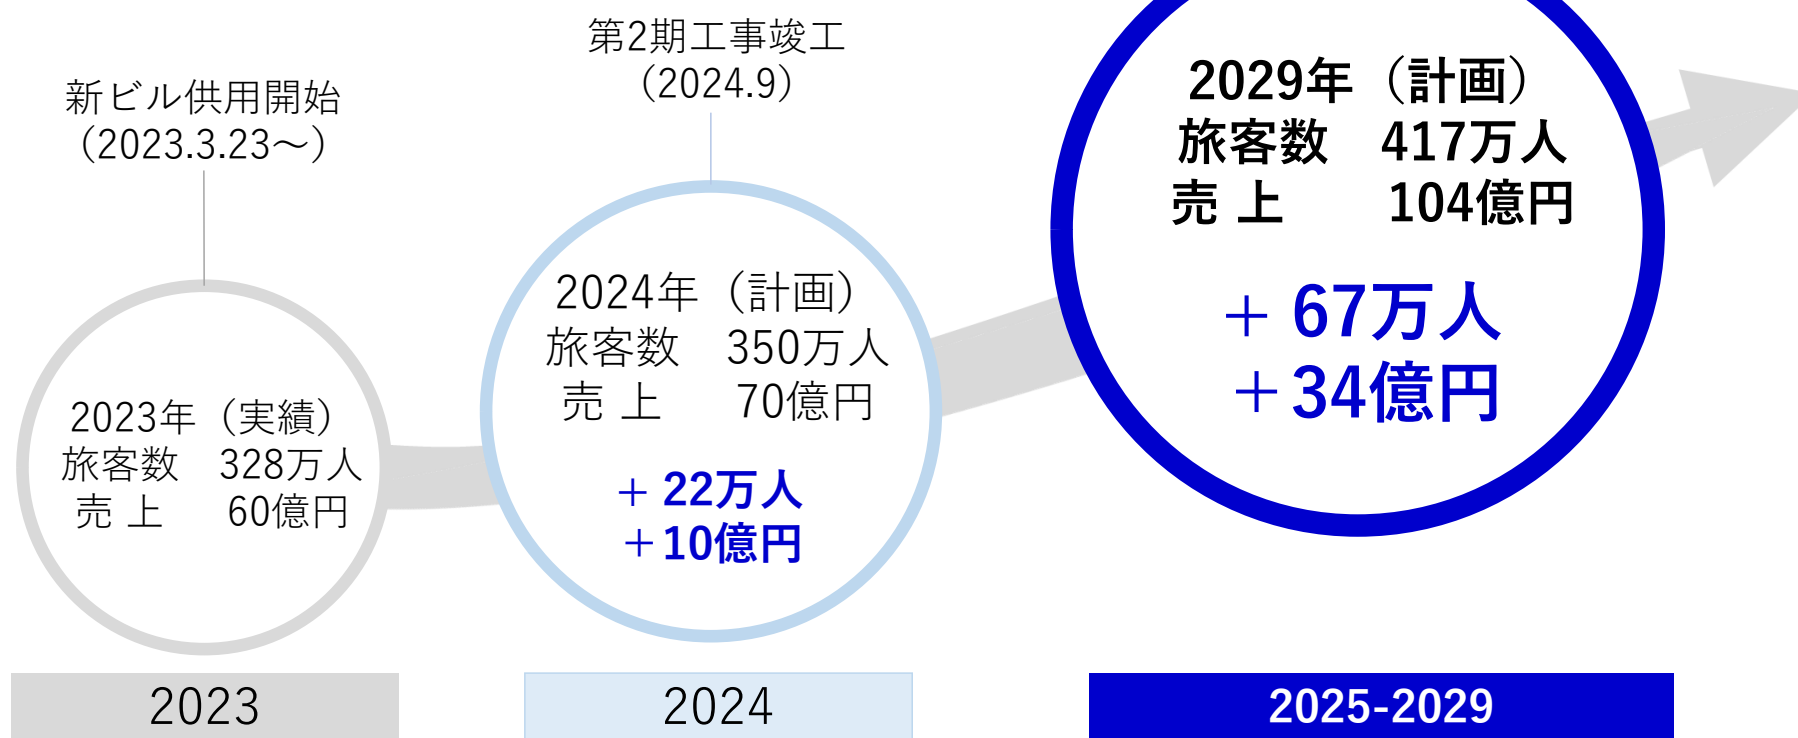 新ビル供用開始
（2023.3.23～）
2023年（実績）
旅客数　328万人
売 上　60億円
2023
第2期工事竣工
（2024.9）
2024年（計画）
旅客数　350万人
売 上　70億円
＋22万人
＋10億円
2024
2029年（計画）
旅客数　417万人
売 上　104億円
＋67万人
＋34億円
2025-2029